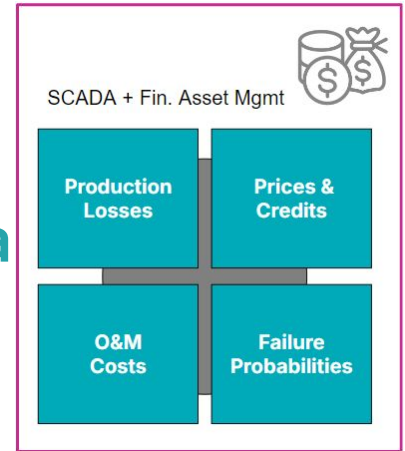 SCADA + Fin. Asset Mgmt
$ $
Production
Losses
Prices &
Credits
a
O&M
Costs
Failure
Probabilities